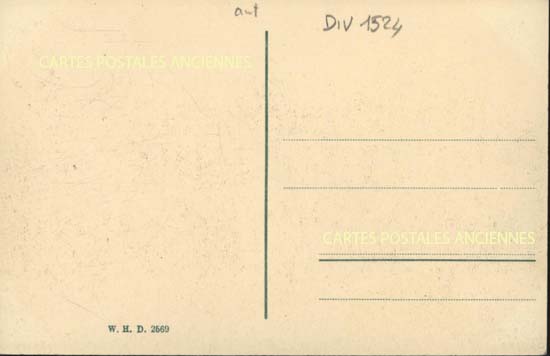 aut
DIV 1524
CARTES POSTALES ANCIENNES
CARTES POSTALES ANCIENNES
W. H. D. 2569